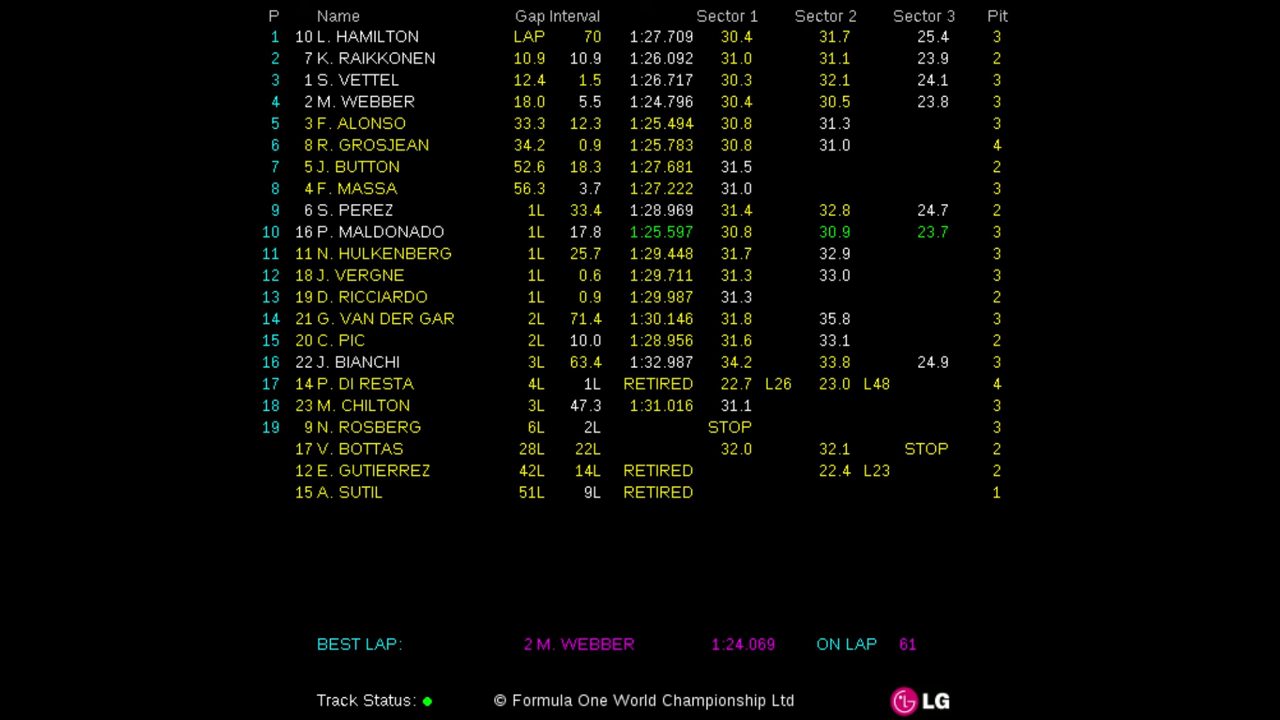 P Name Gap Interval Sector 1 Sector 2 Sector 3 Pit
1 10 L. HAMILTON LAP 70 1:27.709 30.4 31.7 25.4 3
2 7 K. RAIKKONEN 10.9 10.9 1:26.092 31.0 31.1 23.9 2
3 1 S. VETTEL 12.4 1.5 1:26.717 30.3 32.1 24.1 3
4 2 M. WEBBER 18.0 5.5 1:24.796 30.4 30.5 23.8 3
5 3 F. ALONSO 33.3 12.3 1:25.494 30.8 31.3 3
6 8 R. GROSJEAN 34.2 0.9 1:25.783 30.8 31.0 4
7 5 J. BUTTON 52.6 18.3 1:27.681 31.5 2
8 4 F. MASSA 56.3 3.7 1:27.222 31.0 3
9 6 S. PEREZ 1L 33.4 1:28.969 31.4 32.8 24.7 2
10 16 P. MALDONADO 1L 17.8 1:25.597 30.8 30.9 23.7 3
11 11 N. HULKENBERG 1L 25.7 1:29.448 31.7 32.9 3
12 18 J. VERGNE 1L 0.6 1:29.711 31.3 33.0 3
13 19 D. RICCIARDO 1L 0.9 1:29.987 31.3 2
14 21 G. VAN DER GAR 2L 71.4 1:30.146 31.8 35.8 3
15 20 C. PIC 2L 10.0 1:28.956 31.6 33.1 2
16 22 J. BIANCHI 3L 63.4 1:32.987 34.2 33.8 24.9 3
17 14 P. DI RESTA 4L 1L RETIRED 22.7 L26 23.0 L48 4
18 23 M. CHILTON 3L 47.3 1:31.016 31.1 3
19 9 N. ROSBERG 6L 2L STOP 3
17 V. BOTTAS 28L 22L 32.0 32.1 STOP 2
12 E. GUTIERREZ 42L 14L RETIRED 22.4 L23 2
15 A. SUTIL 51L 9L RETIRED 1
BEST LAP: 2 M. WEBBER 1:24.069 ON LAP 61
Track Status: © Formula One World Championship Ltd LG